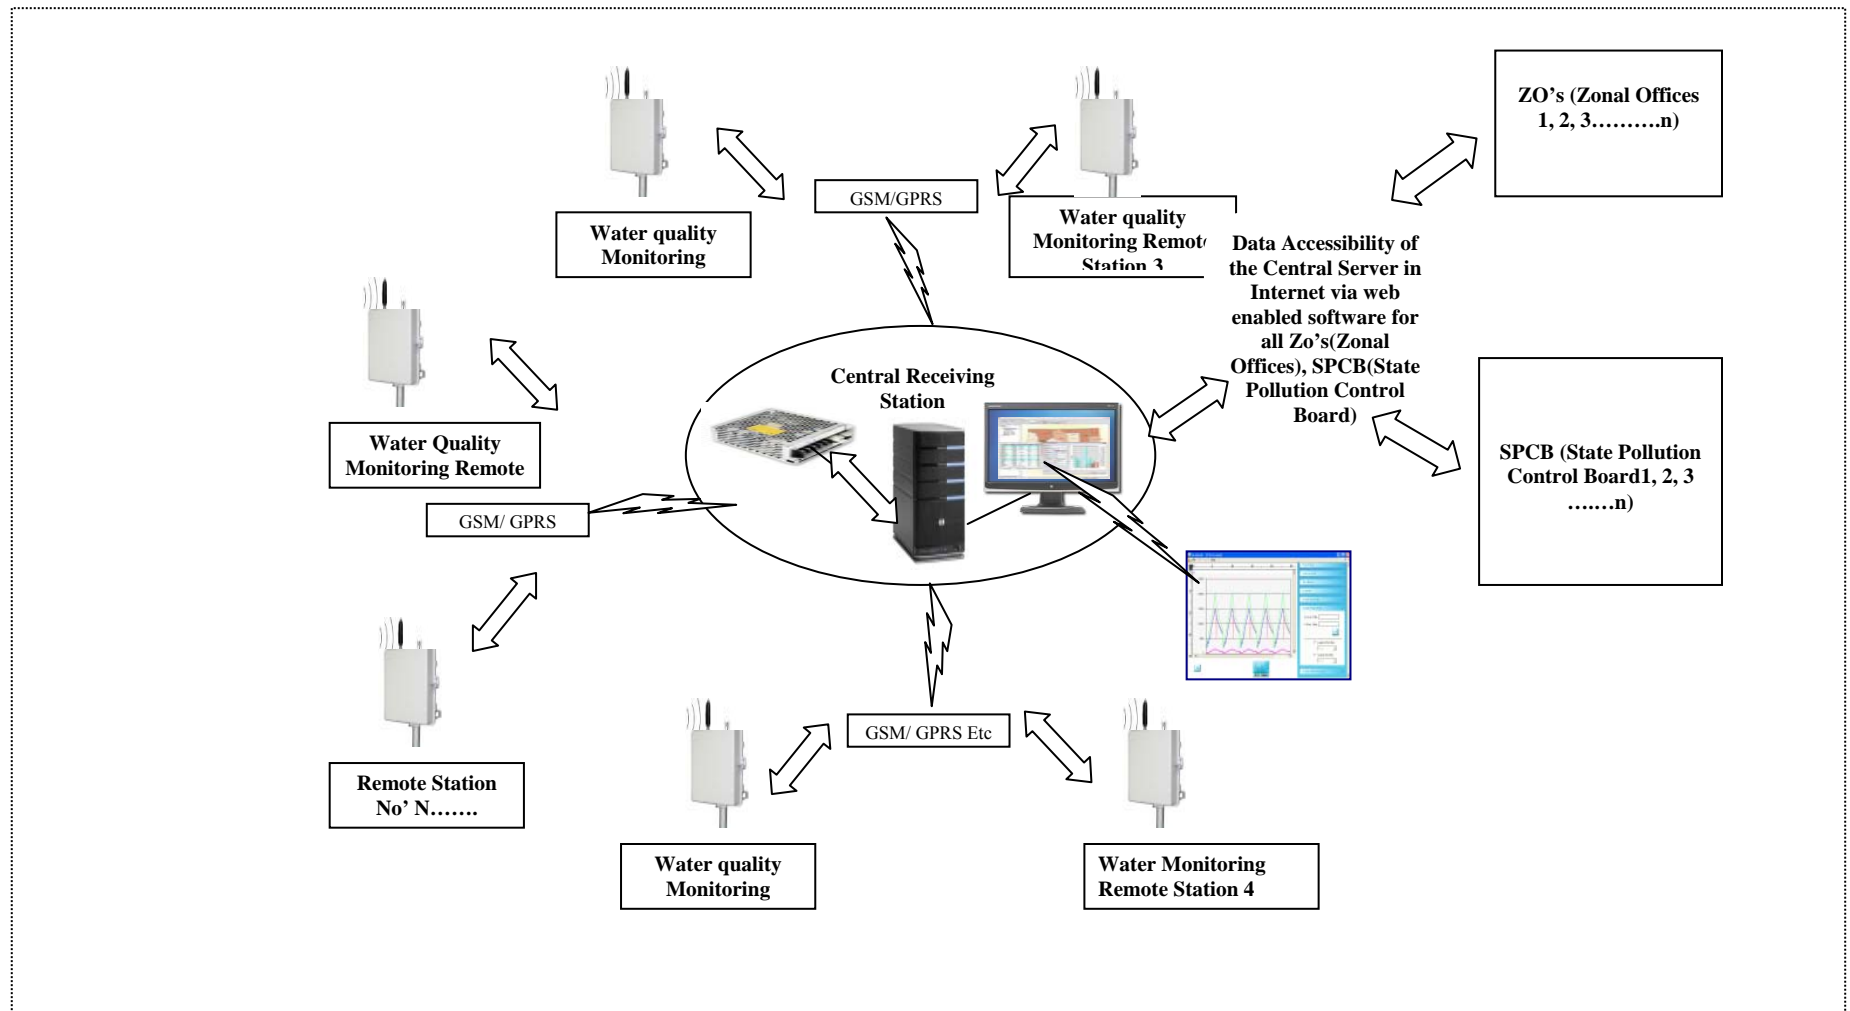 ZO's (Zonal Offices
1, 2, 3……….n)
GSM/GPRS
Water quality
Monitoring
Water quality
Monitoring Remote
Station 3
Data Accessibility of
the Central Server in
Internet via web
enabled software for
all Zo's(Zonal
Offices), SPCB(State
Pollution Control
Board)
Central Receiving
Station
Water Quality
Monitoring Remote
GSM/ GPRS
SPCB (State Pollution
Control Board1, 2, 3
…….n)
Remote Station
No' N…….
GSM/ GPRS Etc
Water quality
Monitoring
Water Monitoring
Remote Station 4